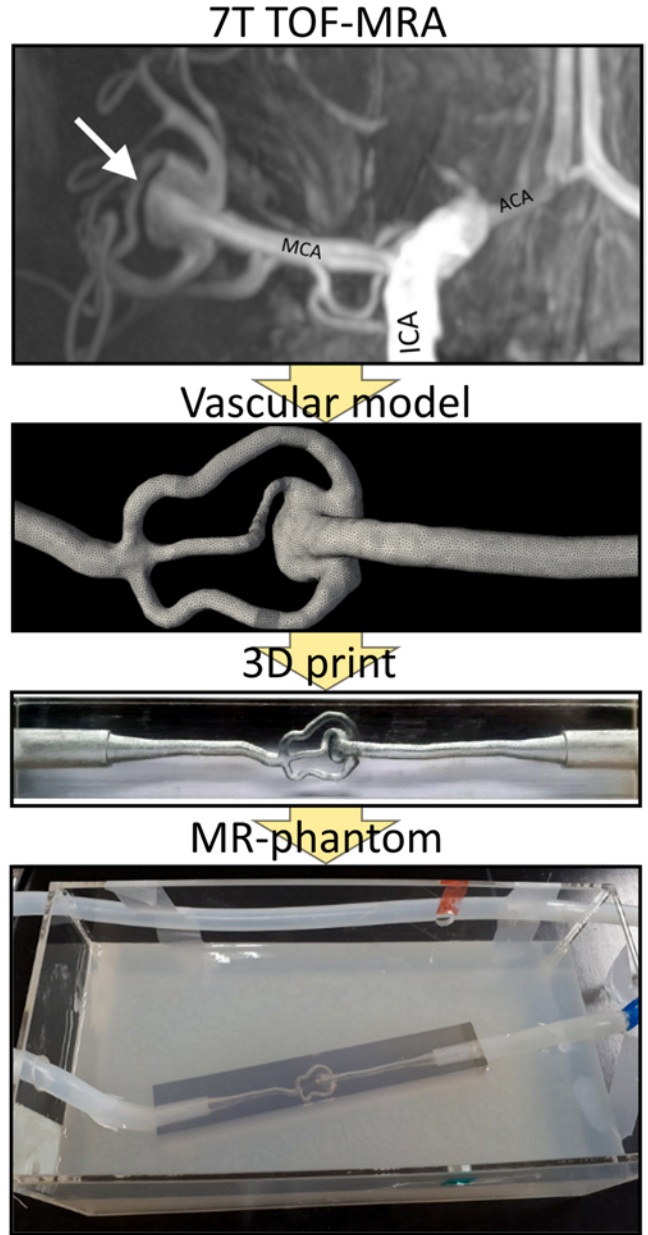 7T TOF-MRA
ACA
MCA
ICA
Vascular model
3D print
MR-phantom